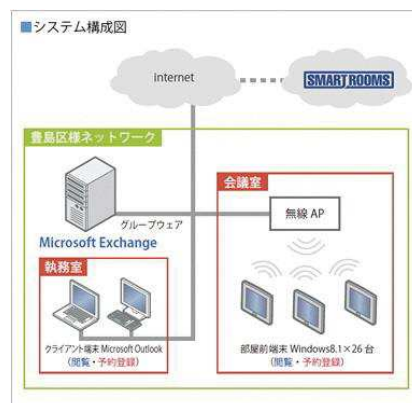 ■システム構成図
internet
SMARTROOMS
豊島区様ネットワーク
会議室
無線 AP
グループウェア
Microsoft Exchange
執務室
クライアント端末 Microsoft Outlook
(閲覧・予約登録)
部屋前端末 Windows8.1×26 台
(閲覧・予約登録)